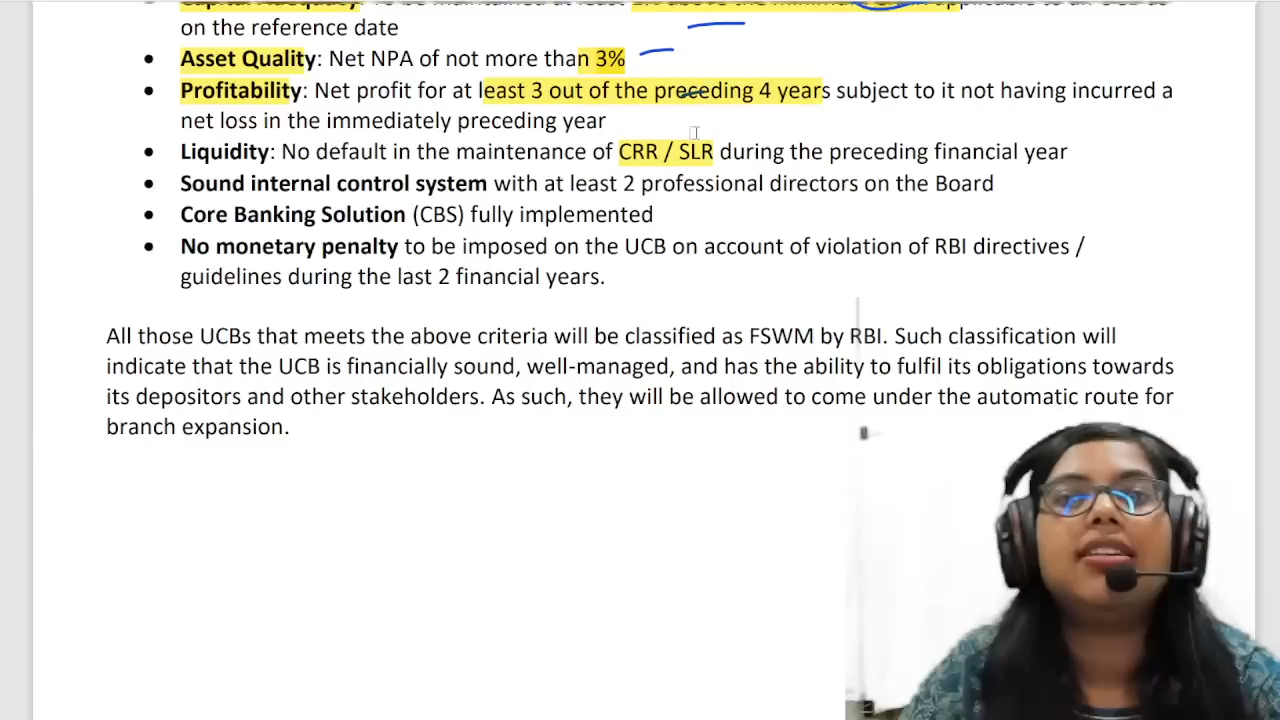 on the reference date
• Asset Quality: Net NPA of not more than 3%
• Profitability: Net profit for at least 3 out of the preceding 4 years subject to it not having incurred a
net loss in the immediately preceding year
• Liquidity: No default in the maintenance of CRR / SLR during the preceding financial year
• Sound internal control system with at least 2 professional directors on the Board
• Core Banking Solution (CBS) fully implemented
• No monetary penalty to be imposed on the UCB on account of violation of RBI directives /
guidelines during the last 2 financial years.
All those UCBs that meets the above criteria will be classified as FSWM by RBI. Such classification will
indicate that the UCB is financially sound, well-managed, and has the ability to fulfil its obligations towards
its depositors and other stakeholders. As such, they will be allowed to come under the automatic route for
branch expansion.